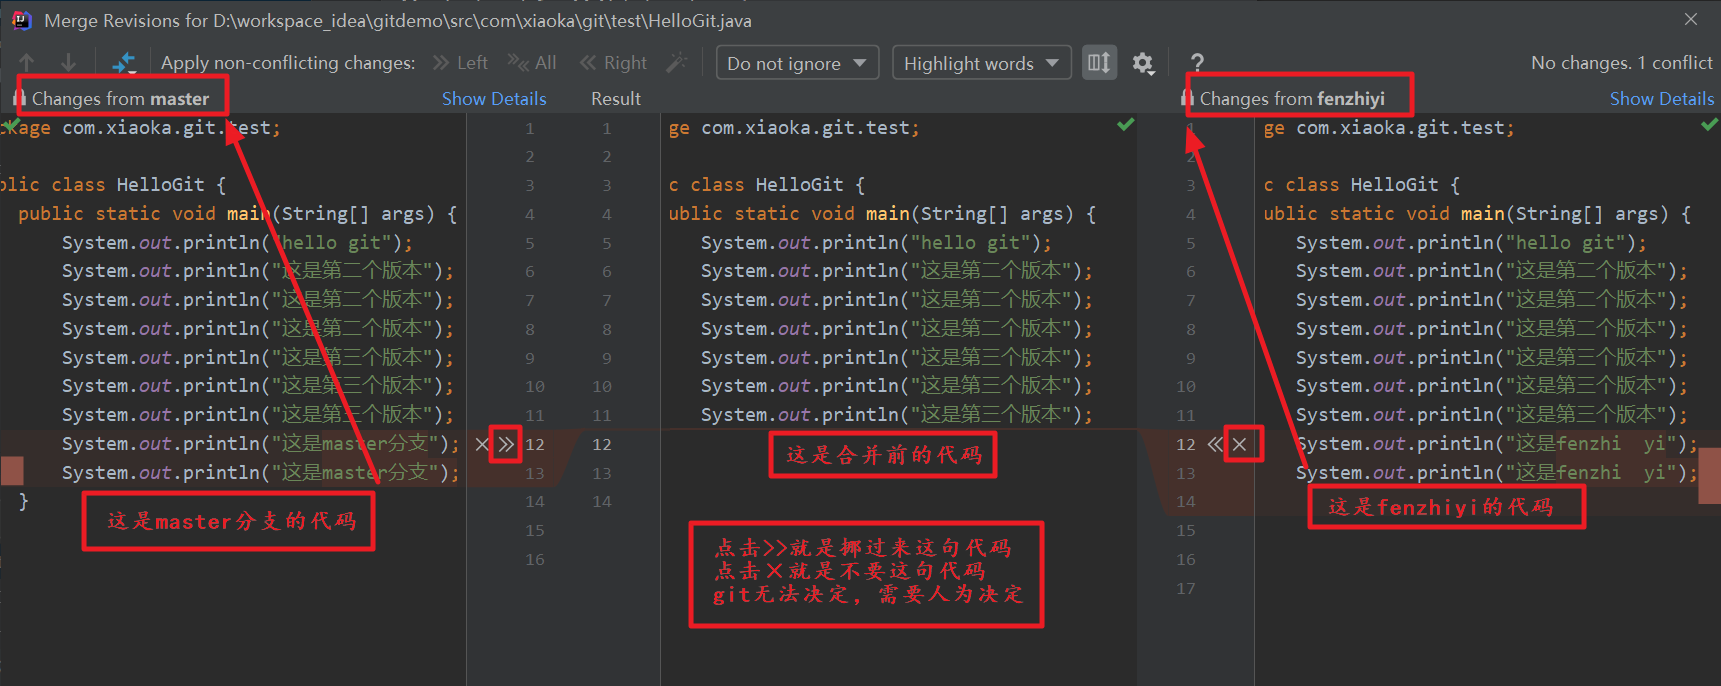 Merge Revisions for D:\workspace_idea\gitdemo\src\com\xiaoka\git\test\HelloGit.java
Apply non-conflicting changes: Left All Right Do not ignore Highlight words ? No changes. 1 conflict
Changes from master Show Details Result Changes from fenzhiyi Show Details
kage com.xiaoka.git.test;
blic class HelloGit {
public static void main(String[] args) {
System.out.println("hello git");
System.out.println("这是第二个版本");
System.out.println("这是第二个版本");
System.out.println("这是第二个版本");
System.out.println("这是第三个版本");
System.out.println("这是第三个版本");
System.out.println("这是第三个版本");
System.out.println("这是master分支");
System.out.println("这是master分支");
}
这是master分支的代码
× >>
1 1
2 2
3 3
4 4
5 5
6 6
7 7
8 8
9 9
10 10
11 11
12 12
13 13
14 14
15
16
ge com.xiaoka.git.test;
c class HelloGit {
ublic static void main(String[] args) {
System.out.println("hello git");
System.out.println("这是第二个版本");
System.out.println("这是第二个版本");
System.out.println("这是第二个版本");
System.out.println("这是第三个版本");
System.out.println("这是第三个版本");
System.out.println("这是第三个版本");
这是合并前的代码
点击>>就是挪过来这句代码
点击×就是不要这句代码
git无法决定，需要人为决定
1
2
3
4
5
6
7
8
9
10
11
12 << ×
13
14
15
16
17
ge com.xiaoka.git.test;
c class HelloGit {
ublic static void main(String[] args) {
System.out.println("hello git");
System.out.println("这是第二个版本");
System.out.println("这是第二个版本");
System.out.println("这是第二个版本");
System.out.println("这是第三个版本");
System.out.println("这是第三个版本");
System.out.println("这是第三个版本");
System.out.println("这是fenzhi  yi");
System.out.println("这是fenzhi  yi");
这是fenzhiyi的代码